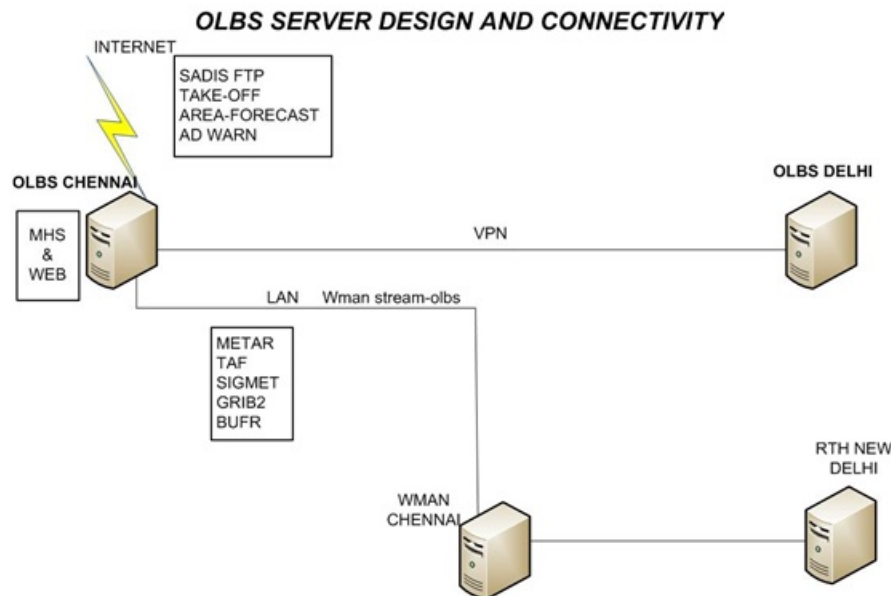 OLBS SERVER DESIGN AND CONNECTIVITY
INTERNET
SADIS FTP
TAKE-OFF
AREA-FORECAST
AD WARN
OLBS CHENNAI
OLBS DELHI
MHS
&
WEB
VPN
LAN Wman stream-olbs
METAR
TAF
SIGMET
GRIB2
BUFR
WMAN
CHENNAI
RTH NEW
DELHI